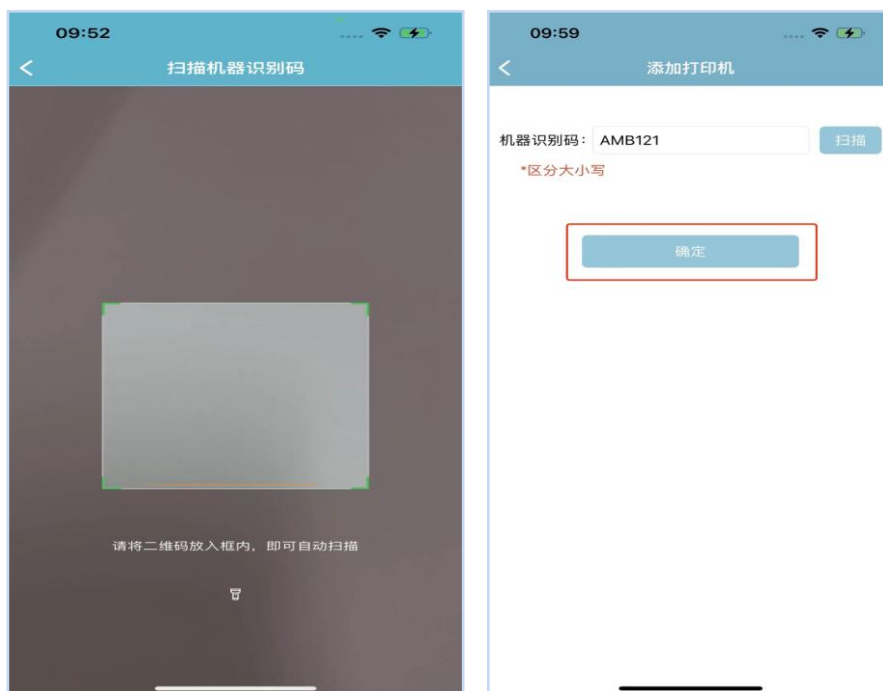 09:52
扫描机器识别码
请将二维码放入框内，即可自动扫描
09:59
添加打印机
机器识别码： AMB121 扫描
*区分大小写
确定